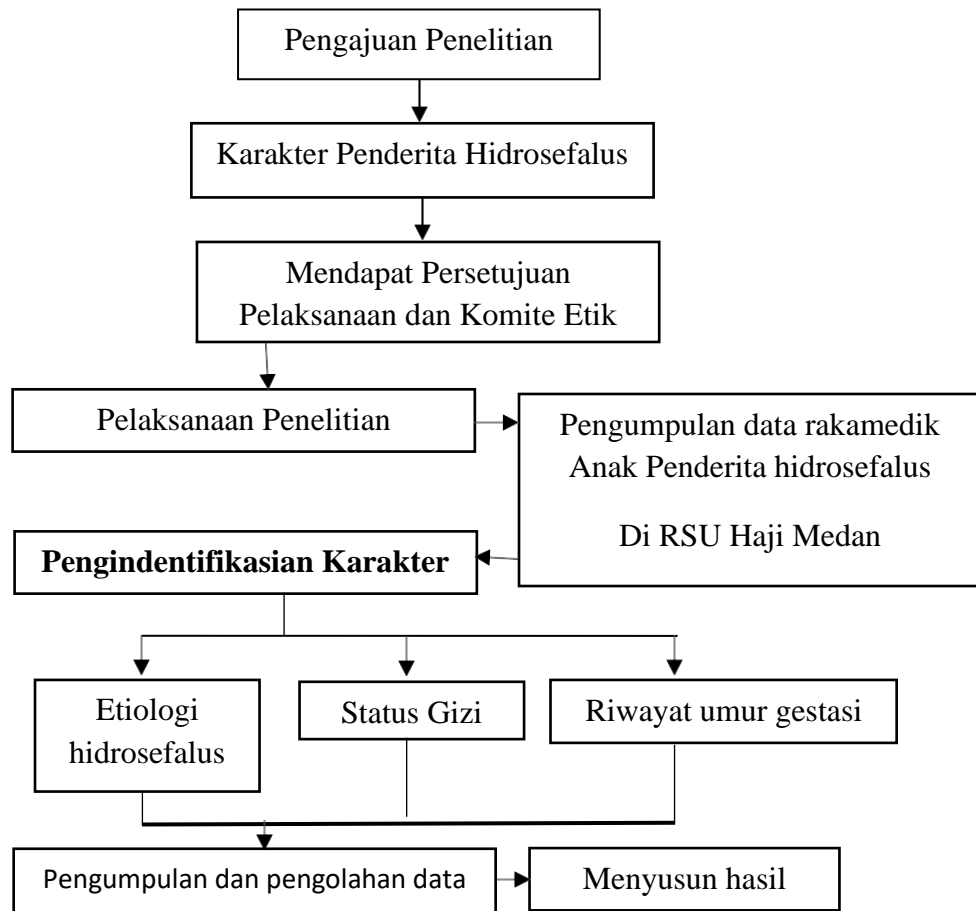 Pengajuan Penelitian
Karakter Penderita Hidrosefalus
Mendapat Persetujuan
Pelaksanaan dan Komite Etik
Pelaksanaan Penelitian
Pengumpulan data rakamedik
Anak Penderita hidrosefalus
Di RSU Haji Medan
Pengindentifikasian Karakter
Etiologi
hidrosefalus
Status Gizi
Riwayat umur gestasi
Pengumpulan dan pengolahan data
Menyusun hasil